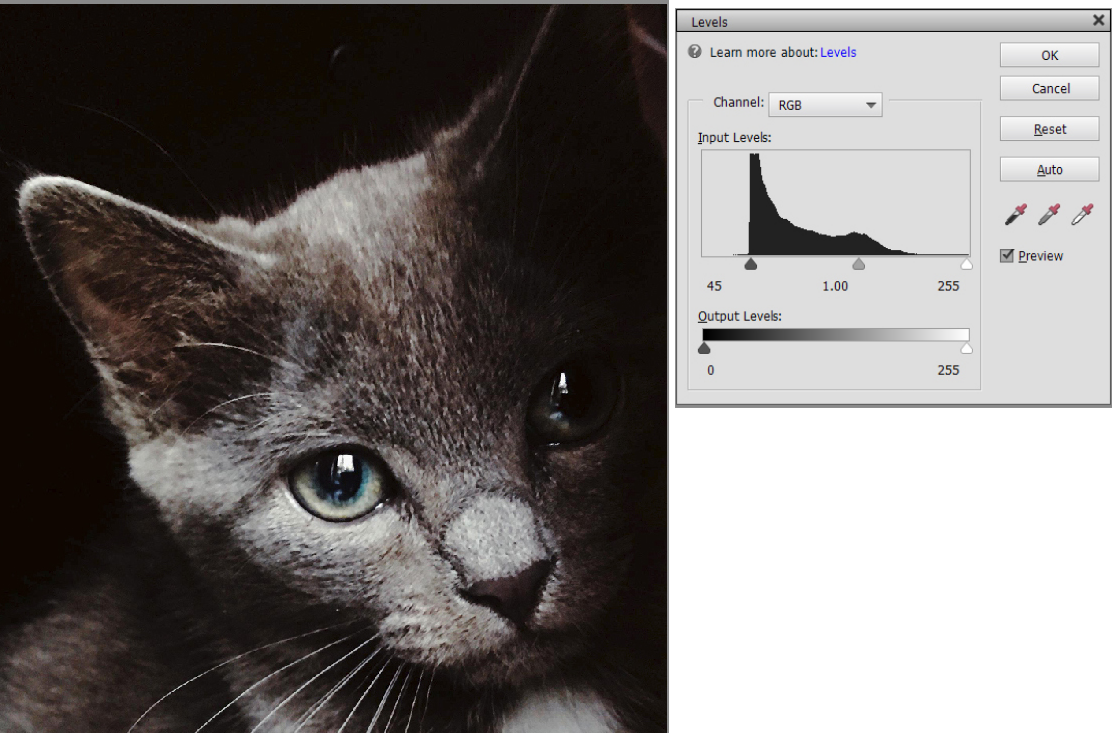 Levels
Learn more about: Levels
OK
Cancel
Channel: RGB
Reset
Input Levels:
Auto
Preview
45 1.00 255
Output Levels:
0 255